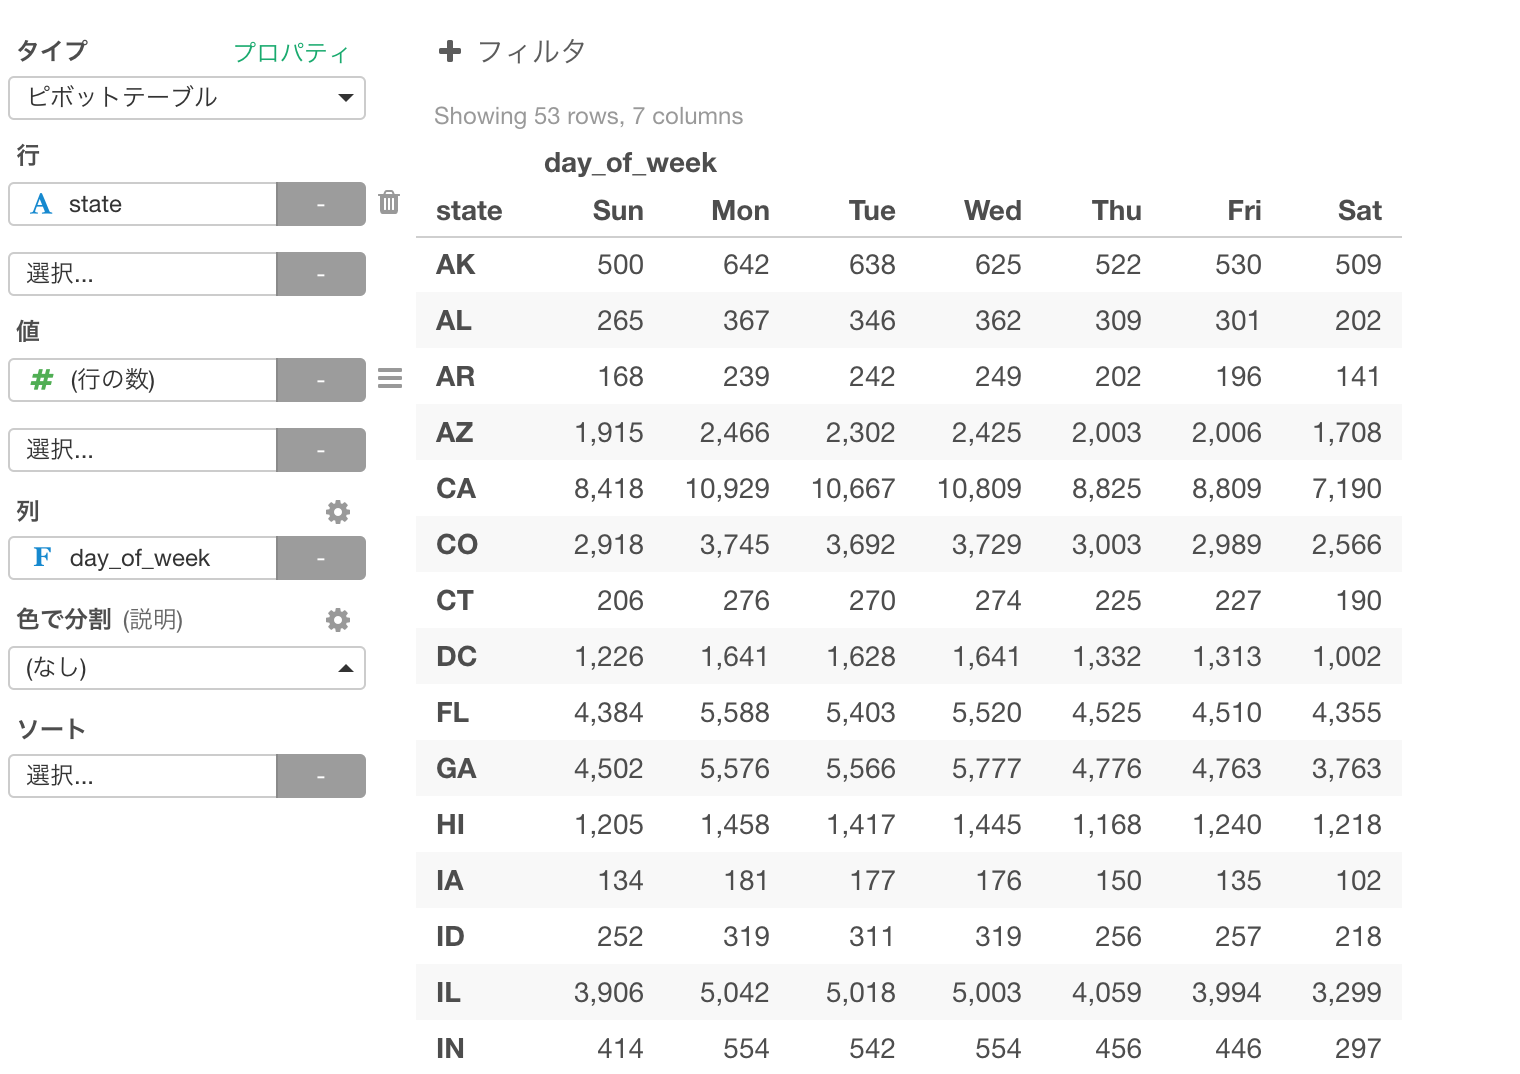 タイプ プロパティ
ピボットテーブル
行
A state -
選択... -
値
# (行の数) -
選択... -
列
F day_of_week -
色で分割 (説明)
(なし)
ソート
選択... -
+ フィルタ
Showing 53 rows, 7 columns
day_of_week
state Sun Mon Tue Wed Thu Fri Sat
AK 500 642 638 625 522 530 509
AL 265 367 346 362 309 301 202
AR 168 239 242 249 202 196 141
AZ 1,915 2,466 2,302 2,425 2,003 2,006 1,708
CA 8,418 10,929 10,667 10,809 8,825 8,809 7,190
CO 2,918 3,745 3,692 3,729 3,003 2,989 2,566
CT 206 276 270 274 225 227 190
DC 1,226 1,641 1,628 1,641 1,332 1,313 1,002
FL 4,384 5,588 5,403 5,520 4,525 4,510 4,355
GA 4,502 5,576 5,566 5,777 4,776 4,763 3,763
HI 1,205 1,458 1,417 1,445 1,168 1,240 1,218
IA 134 181 177 176 150 135 102
ID 252 319 311 319 256 257 218
IL 3,906 5,042 5,018 5,003 4,059 3,994 3,299
IN 414 554 542 554 456 446 297